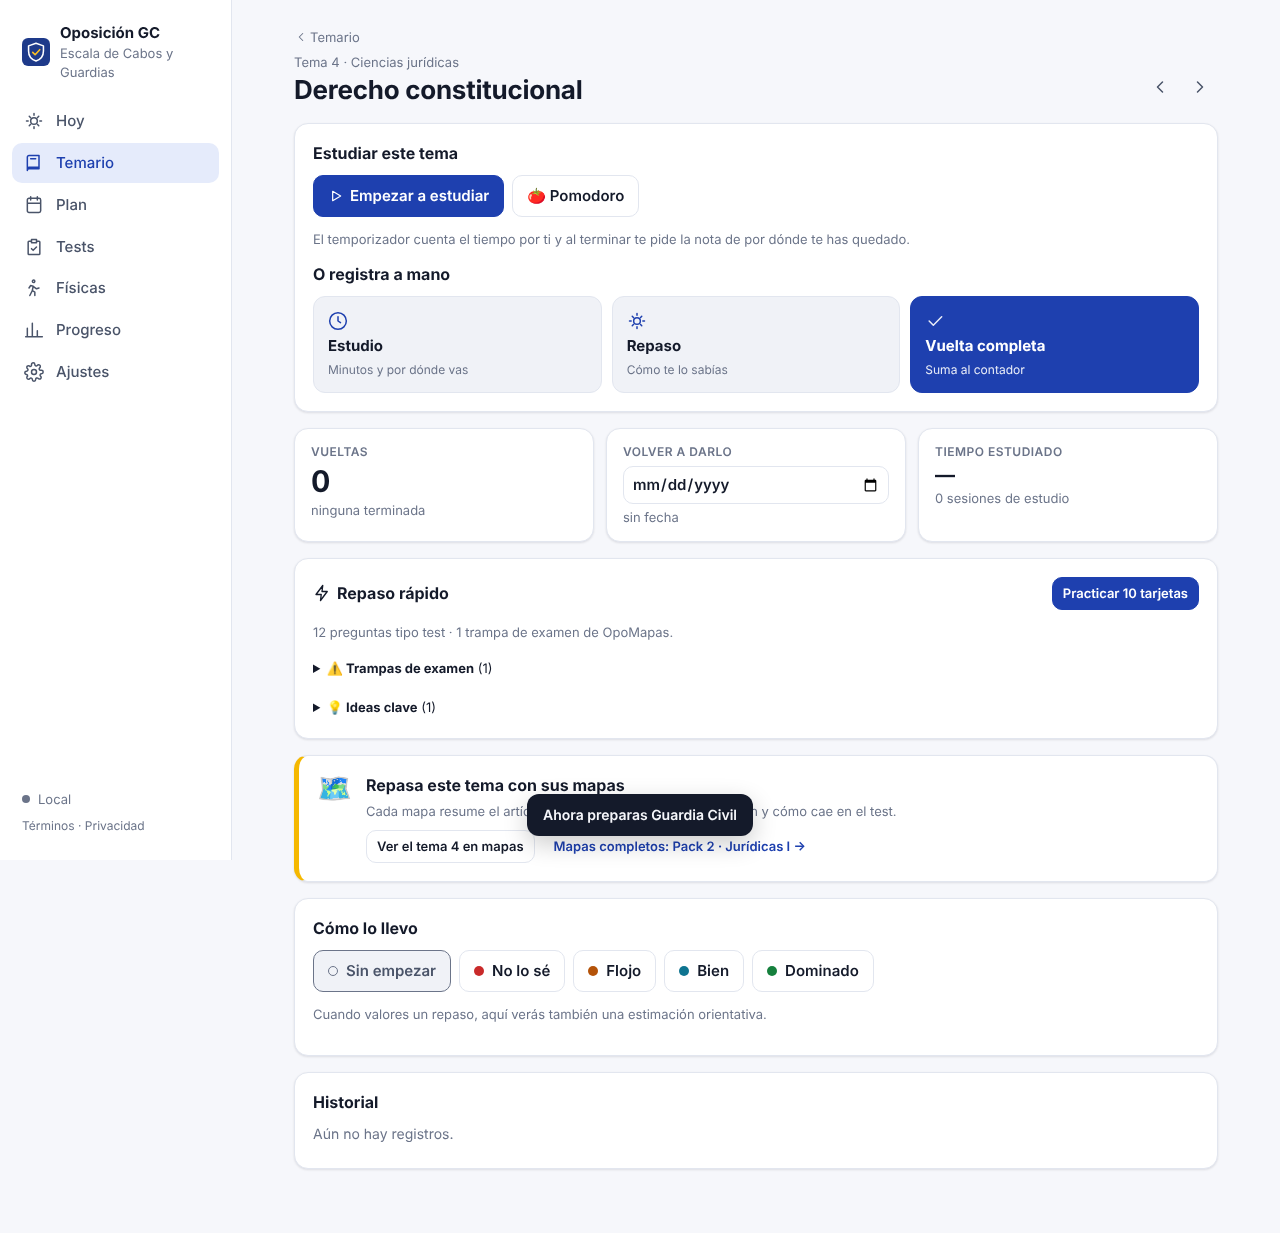 Oposición GC
Escala de Cabos y
Guardias
Hoy
Temario
Plan
Tests
Físicas
Progreso
Ajustes
Local
Términos · Privacidad
Temario
Tema 4 · Ciencias jurídicas
Derecho constitucional
Estudiar este tema
Empezar a estudiar
Pomodoro
El temporizador cuenta el tiempo por ti y al terminar te pide la nota de por dónde te has quedado.
O registra a mano
Estudio
Minutos y por dónde vas
Repaso
Cómo te lo sabías
Vuelta completa
Suma al contador
VUELTAS
0
ninguna terminada
VOLVER A DARLO
mm/dd/yyyy
sin fecha
TIEMPO ESTUDIADO
—
0 sesiones de estudio
Repaso rápido
Practicar 10 tarjetas
12 preguntas tipo test · 1 trampa de examen de OpoMapas.
⚠️ Trampas de examen (1)
💡 Ideas clave (1)
Repasa este tema con sus mapas
Cada mapa resume el y cómo cae en el test.
Ahora preparas Guardia Civil
Ver el tema 4 en mapas
Mapas completos: Pack 2 · Jurídicas I →
Cómo lo llevo
Sin empezar
No lo sé
Flojo
Bien
Dominado
Cuando valores un repaso, aquí verás también una estimación orientativa.
Historial
Aún no hay registros.